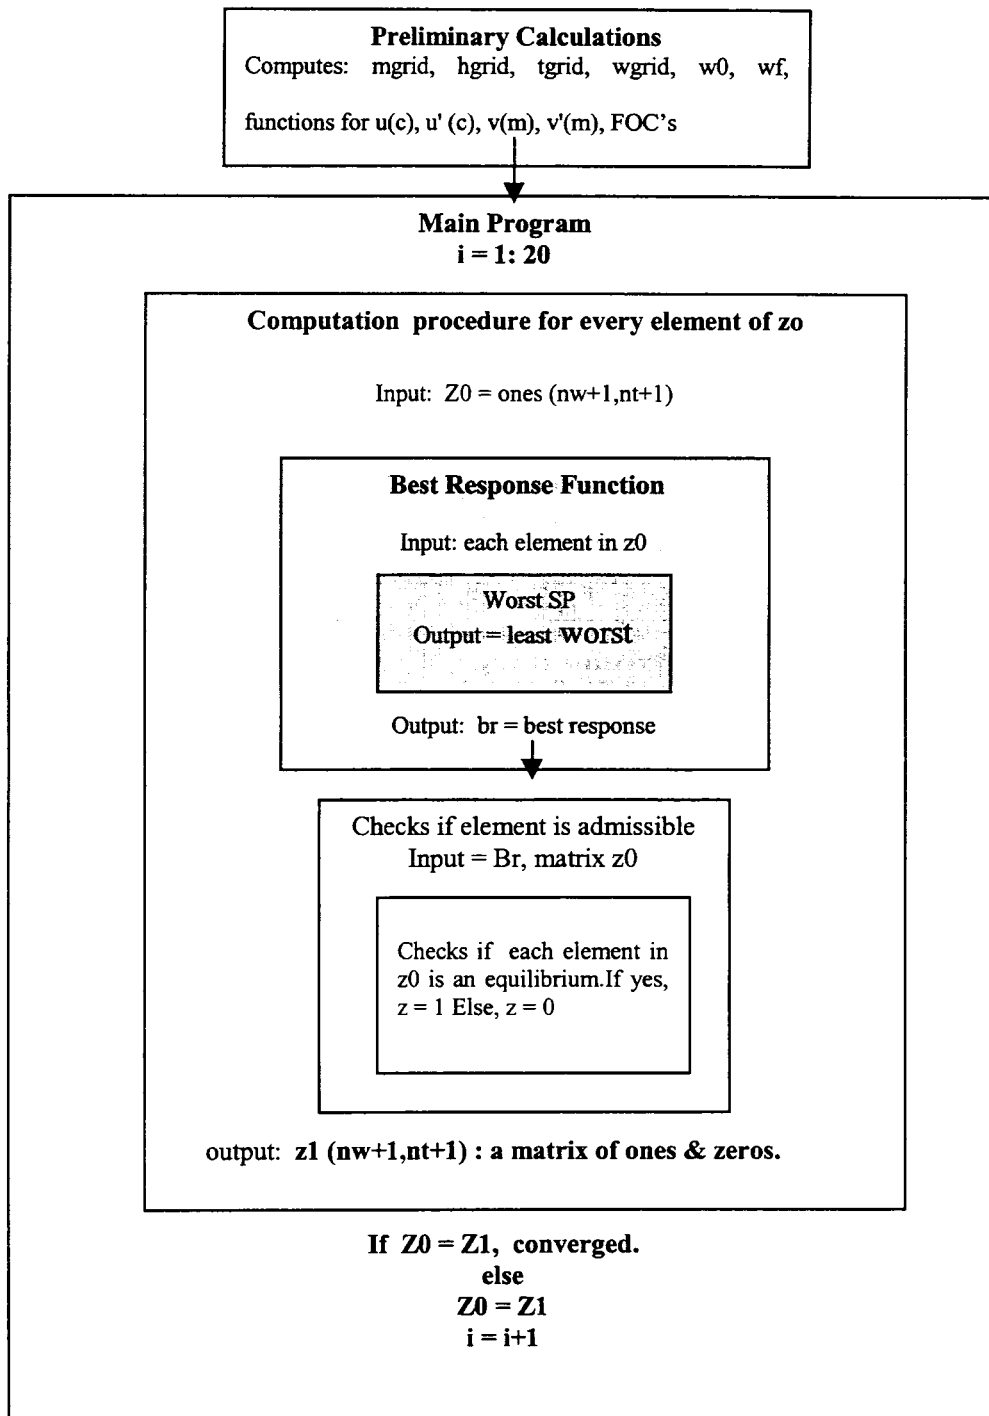 Preliminary Calculations
Computes: mgrid, hgrid, tgrid, wgrid, w0, wf,
functions for u(c), u' (c), v(m), v'(m), FOC's
Main Program
i = 1: 20
Computation procedure for every element of zo
Input: Z0 = ones (nw+1,nt+1)
Best Response Function
Input: each element in z0
Worst SP
Output = least worst
Output: br = best response
Checks if element is admissible
Input = Br, matrix z0
Checks if each element in
z0 is an equilibrium.If yes,
z = 1 Else, z = 0
output: z1 (nw+1,nt+1) : a matrix of ones & zeros.
If Z0 = Z1, converged.
else
Z0 = Z1
i = i+1